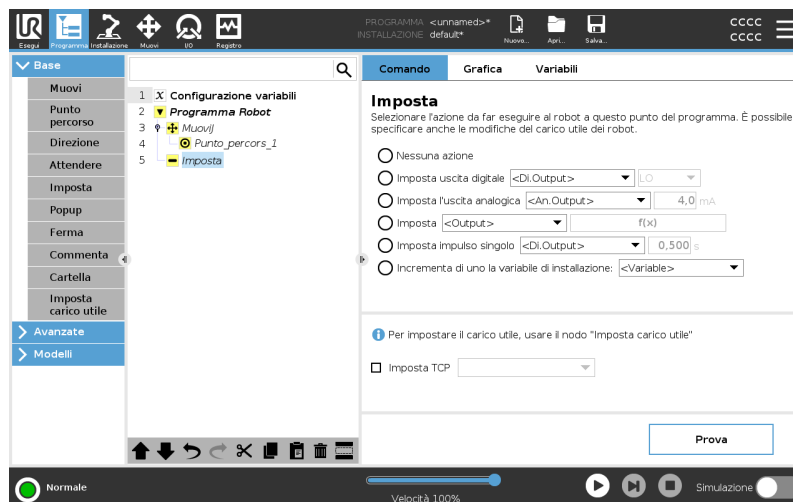 UR
PROGRAMMA <unnamed>*
INSTALLAZIONE default*
CCCC
CCCC
Esegui
Programma
Installazione
Muovi
I/O
Registro
Nuovo...
Apri...
Salva...
Base
Muovi
Punto
percorso
Direzione
Attendere
Imposta
Popup
Ferma
Commenta
Cartella
Imposta
carico utile
Avanzate
Modelli
1 X Configurazione variabili
2 Programma Robot
3 MuoviJ
4 Punto_percors_1
5 Imposta
Comando
Grafica
Variabili
Imposta
Selezionare l'azione da far eseguire al robot a questo punto del programma. È possibile
specificare anche le modifiche del carico utile dei robot.
Nessuna azione
Imposta uscita digitale <Di.Output> LO
Imposta l'uscita analogica <An.Output> 4,0 mA
Imposta <Output> f(x)
Imposta impulso singolo <Di.Output> 0,500 s
Incrementa di uno la variabile di installazione: <Variable>
Per impostare il carico utile, usare il nodo "Imposta carico utile"
Imposta TCP
Prova
Normale
Velocità 100%
Simulazione